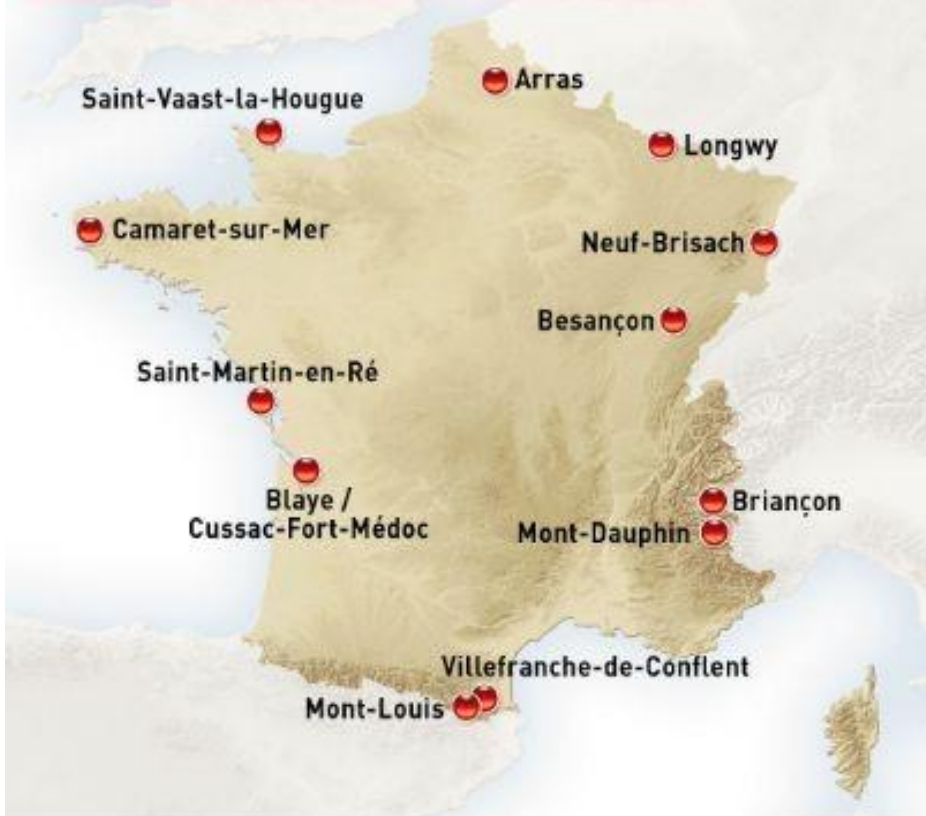 Arras
Saint-Vaast-la-Hougue
Longwy
Camaret-sur-Mer
Neuf-Brisach
Besançon
Saint-Martin-en-Ré
Blaye /
Cussac-Fort-Médoc
Briançon
Mont-Dauphin
Villefranche-de-Conflent
Mont-Louis